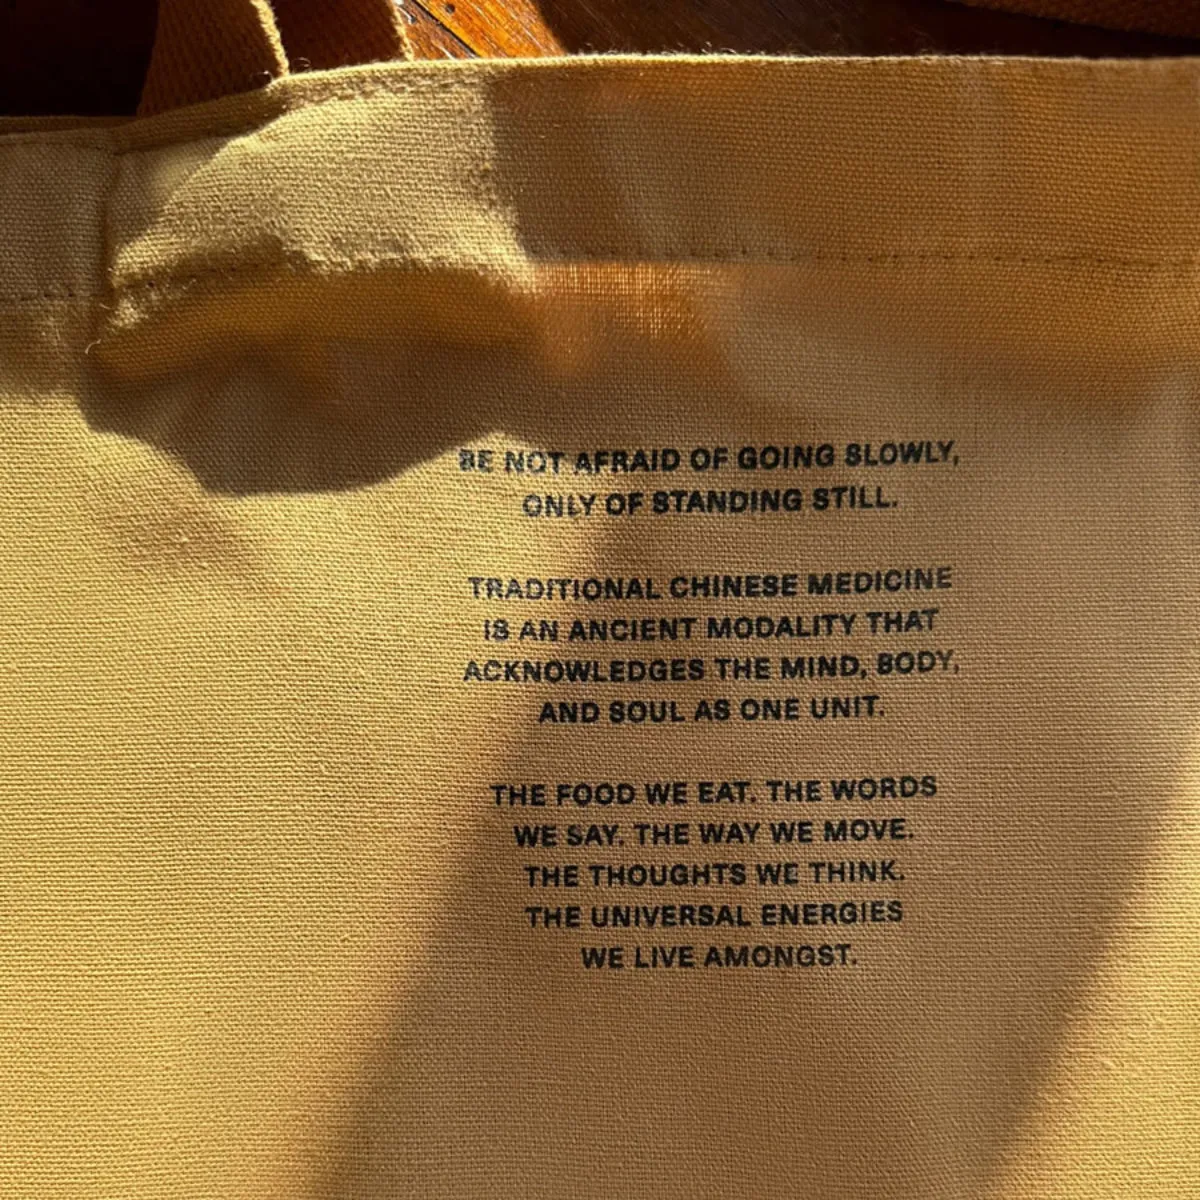 BE NOT AFRAID OF GOING SLOWLY,
ONLY OF STANDING STILL.
TRADITIONAL CHINESE MEDICINE
IS AN ANCIENT MODALITY THAT
ACKNOWLEDGES THE MIND, BODY,
AND SOUL AS ONE UNIT.
THE FOOD WE EAT. THE WORDS
WE SAY. THE WAY WE MOVE.
THE THOUGHTS WE THINK.
THE UNIVERSAL ENERGIES
WE LIVE AMONGST.